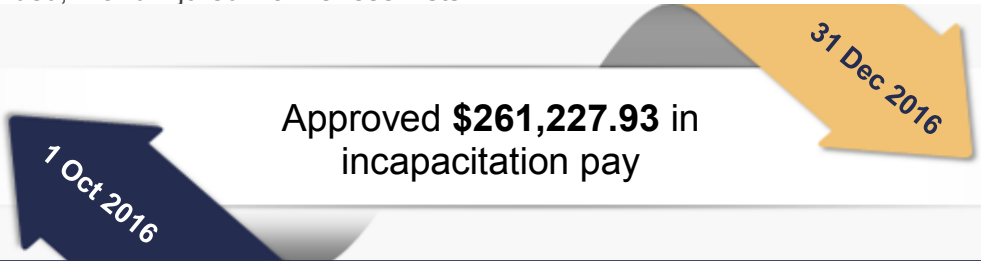 31 Dec 2016
Approved $261,227.93 in
incapacitation pay
1 Oct 2016